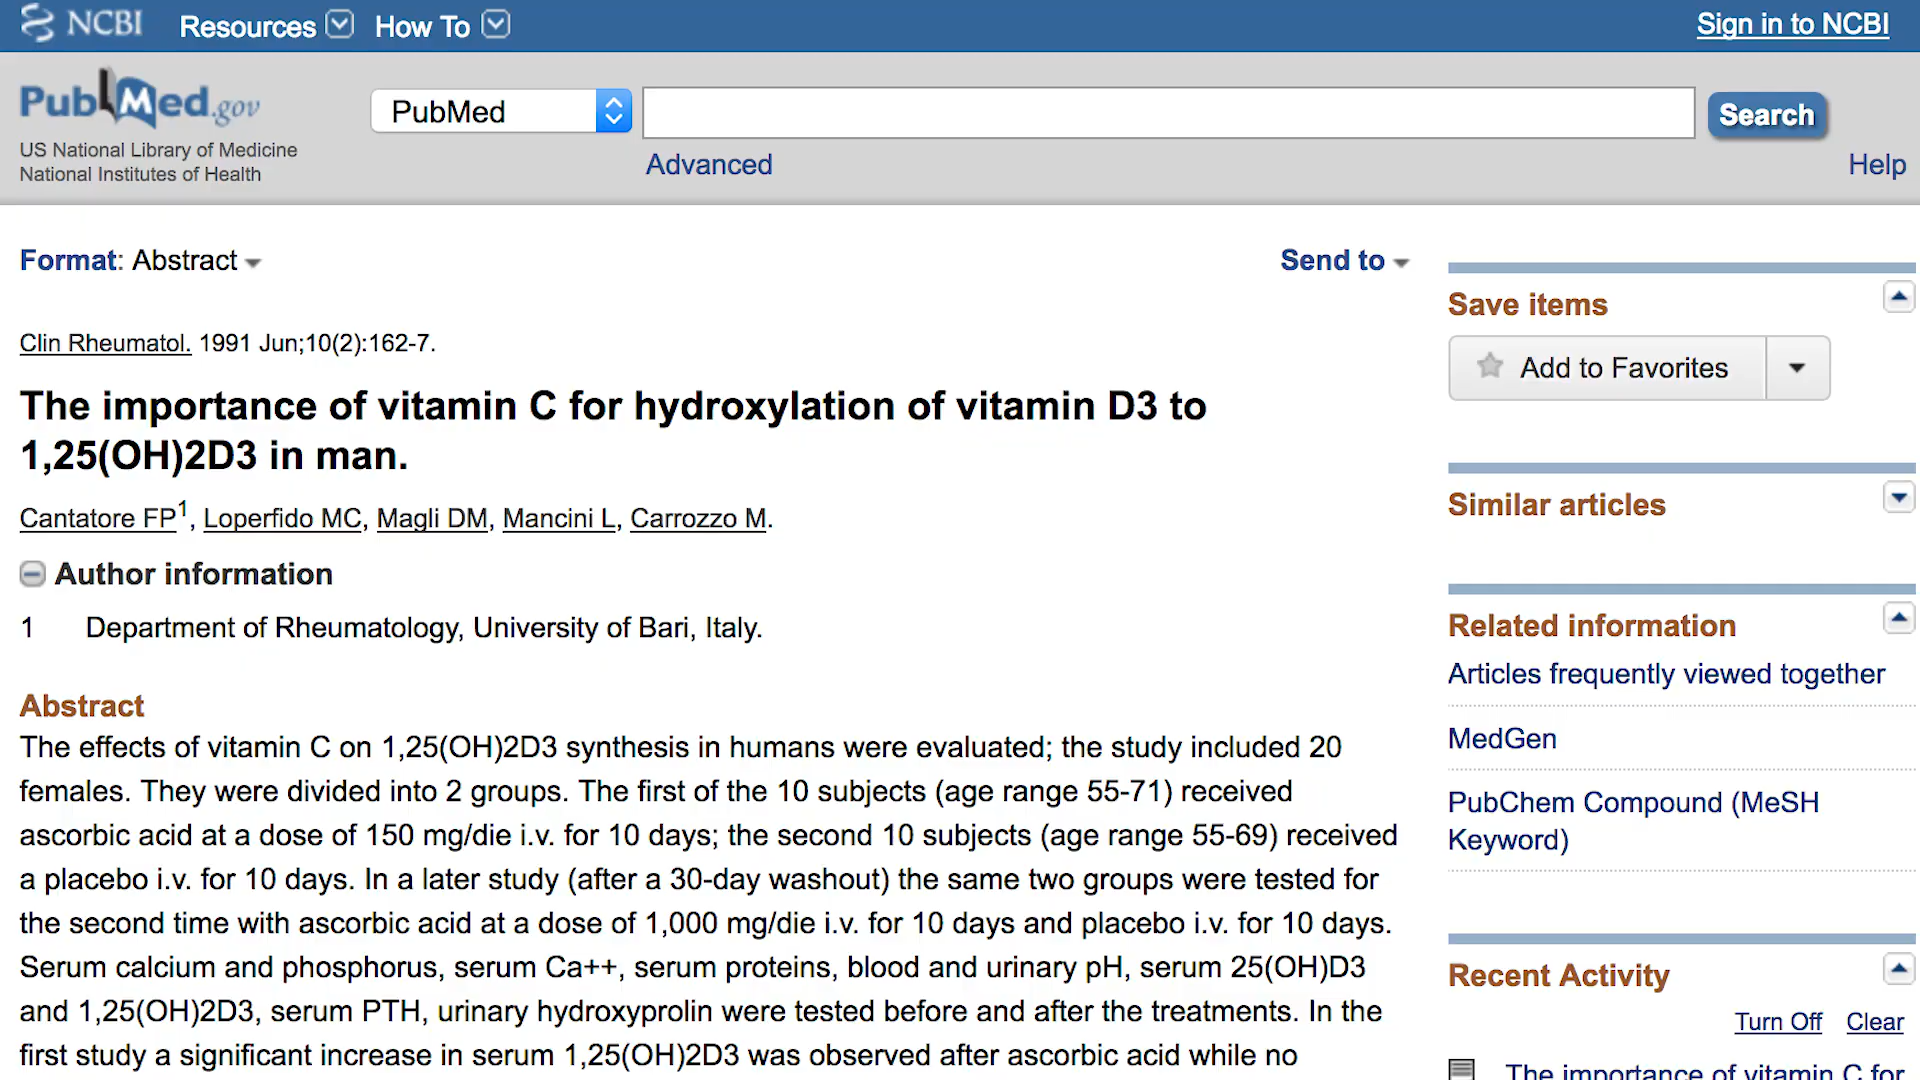 NCBI Resources How To Sign in to NCBI
PubMed.gov
US National Library of Medicine
National Institutes of Health
PubMed
Search
Advanced
Help
Format: Abstract
Send to
Clin Rheumatol. 1991 Jun;10(2):162-7.
The importance of vitamin C for hydroxylation of vitamin D3 to
1,25(OH)2D3 in man.
Cantatore FP1, Loperfido MC, Magli DM, Mancini L, Carrozzo M.
Author information
1 Department of Rheumatology, University of Bari, Italy.
Abstract
The effects of vitamin C on 1,25(OH)2D3 synthesis in humans were evaluated; the study included 20
females. They were divided into 2 groups. The first of the 10 subjects (age range 55-71) received
ascorbic acid at a dose of 150 mg/die i.v. for 10 days; the second 10 subjects (age range 55-69) received
a placebo i.v. for 10 days. In a later study (after a 30-day washout) the same two groups were tested for
the second time with ascorbic acid at a dose of 1,000 mg/die i.v. for 10 days and placebo i.v. for 10 days.
Serum calcium and phosphorus, serum Ca++, serum proteins, blood and urinary pH, serum 25(OH)D3
and 1,25(OH)2D3, serum PTH, urinary hydroxyprolin were tested before and after the treatments. In the
first study a significant increase in serum 1,25(OH)2D3 was observed after ascorbic acid while no
Save items
Add to Favorites
Similar articles
Related information
Articles frequently viewed together
MedGen
PubChem Compound (MeSH
Keyword)
Recent Activity
Turn Off Clear
The importance of vitamin C for